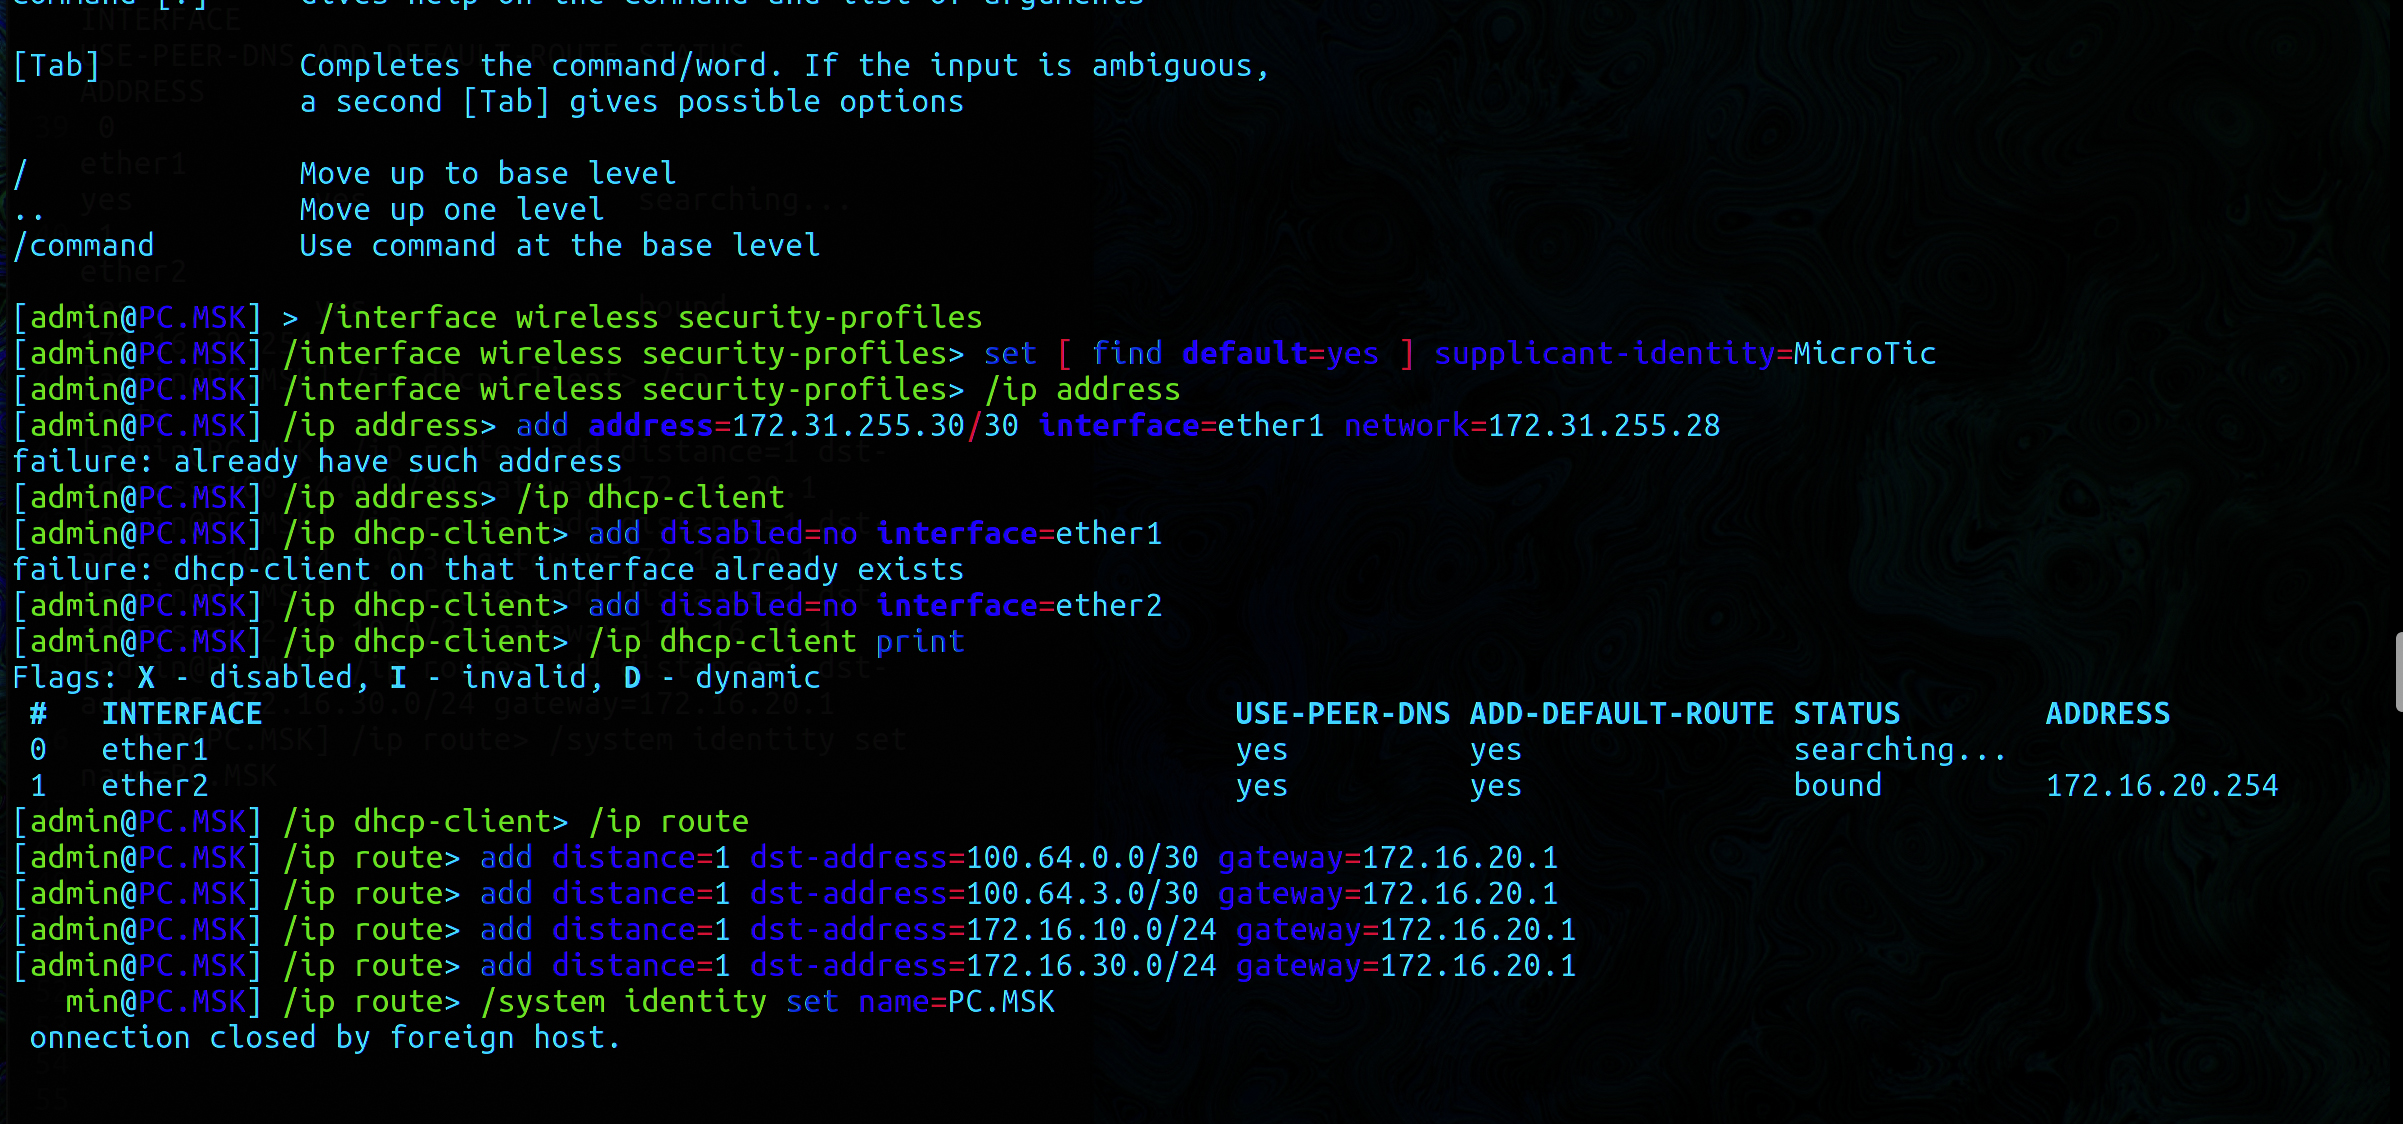 command [?]     Gives help on the command and list of arguments
[Tab]           Completes the command/word. If the input is ambiguous,
                a second [Tab] gives possible options
/               Move up to base level
..              Move up one level
/command        Use command at the base level
[admin@PC.MSK] > /interface wireless security-profiles
[admin@PC.MSK] /interface wireless security-profiles> set [ find default=yes ] supplicant-identity=MicroTic
[admin@PC.MSK] /interface wireless security-profiles> /ip address
[admin@PC.MSK] /ip address> add address=172.31.255.30/30 interface=ether1 network=172.31.255.28
failure: already have such address
[admin@PC.MSK] /ip address> /ip dhcp-client
[admin@PC.MSK] /ip dhcp-client> add disabled=no interface=ether1
failure: dhcp-client on that interface already exists
[admin@PC.MSK] /ip dhcp-client> add disabled=no interface=ether2
[admin@PC.MSK] /ip dhcp-client> /ip dhcp-client print
Flags: X - disabled, I - invalid, D - dynamic
 #   INTERFACE                                                      USE-PEER-DNS ADD-DEFAULT-ROUTE STATUS        ADDRESS
 0   ether1                                                         yes          yes               searching...
 1   ether2                                                         yes          yes               bound         172.16.20.254
[admin@PC.MSK] /ip dhcp-client> /ip route
[admin@PC.MSK] /ip route> add distance=1 dst-address=100.64.0.0/30 gateway=172.16.20.1
[admin@PC.MSK] /ip route> add distance=1 dst-address=100.64.3.0/30 gateway=172.16.20.1
[admin@PC.MSK] /ip route> add distance=1 dst-address=172.16.10.0/24 gateway=172.16.20.1
[admin@PC.MSK] /ip route> add distance=1 dst-address=172.16.30.0/24 gateway=172.16.20.1
min@PC.MSK] /ip route> /system identity set name=PC.MSK
onnection closed by foreign host.